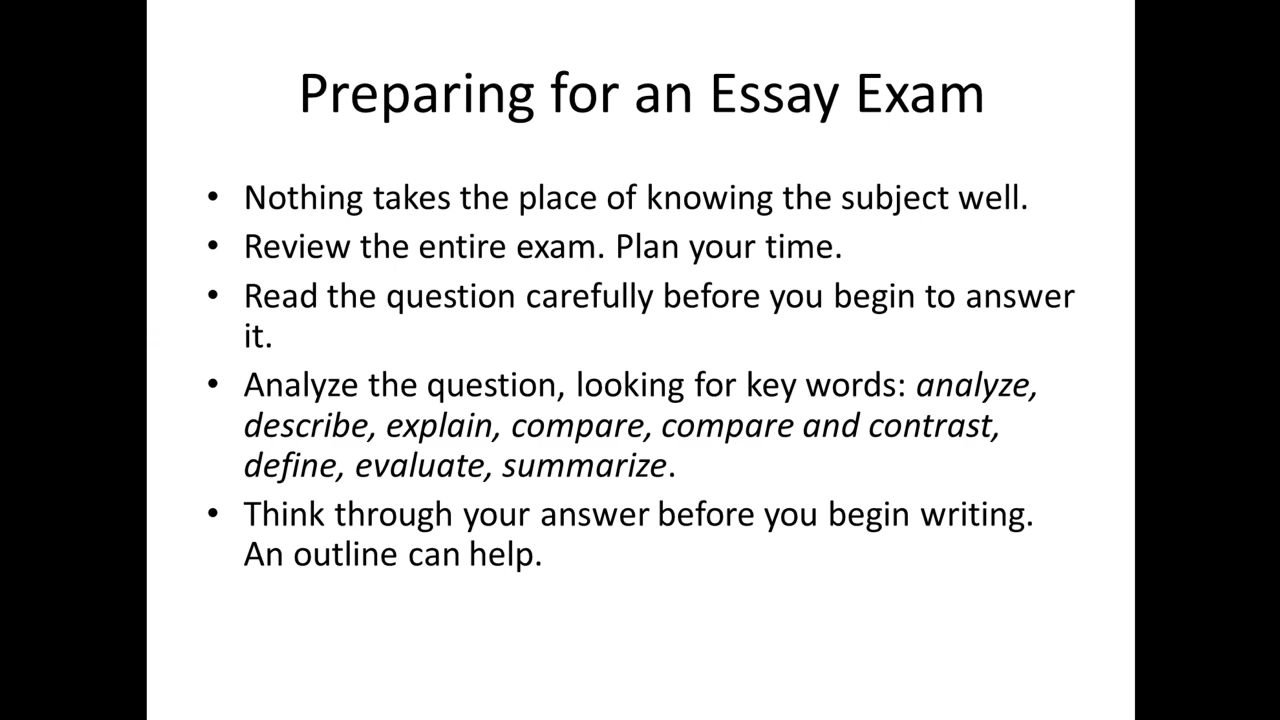 Preparing for an Essay Exam
• Nothing takes the place of knowing the subject well.
• Review the entire exam. Plan your time.
• Read the question carefully before you begin to answer
it.
• Analyze the question, looking for key words: analyze,
describe, explain, compare, compare and contrast,
define, evaluate, summarize.
• Think through your answer before you begin writing.
An outline can help.